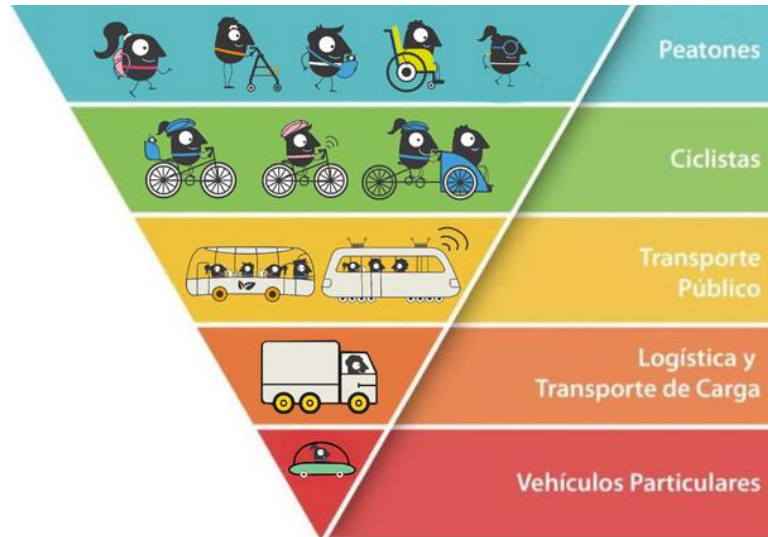 Peatones
Ciclistas
Transporte
Público
Logística y
Transporte de Carga
Vehículos Particulares